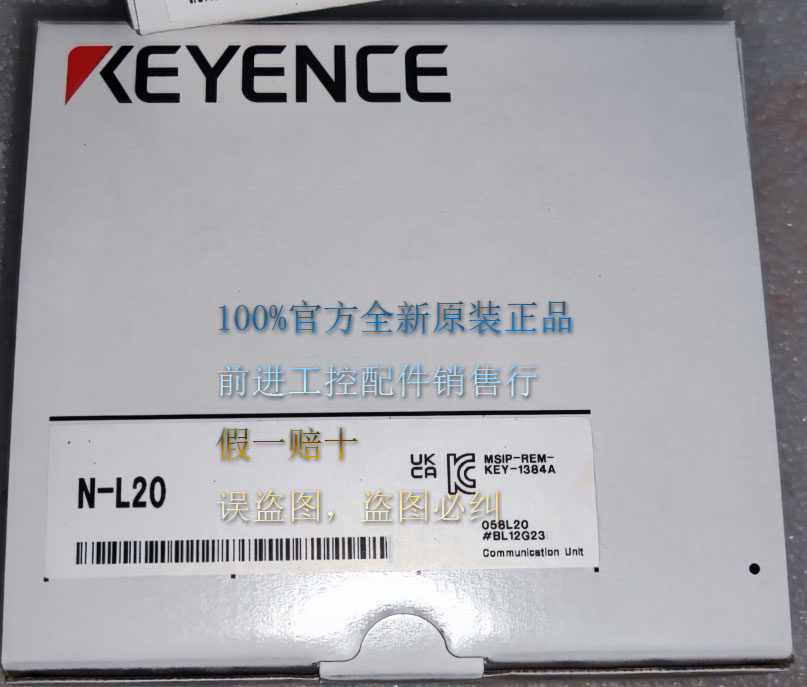 KEYENCE
100%官方全新原装正品
前进工控配件销售行
假一赔十
误盗图，盗图必纠
N-L20
UK
CA
MSIP-REM-
KEY-1384A
058L20
#BL12G23
Communication Unit